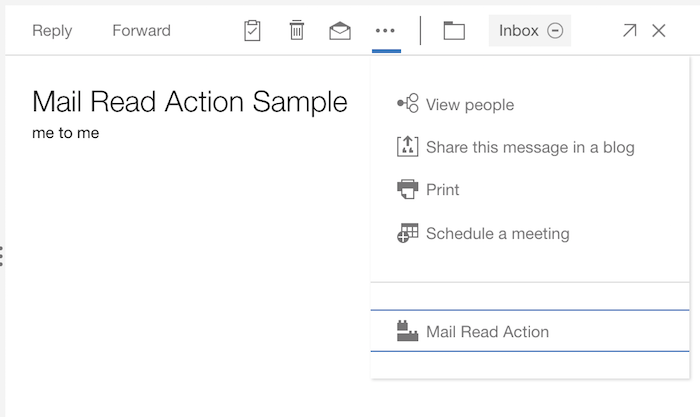 Reply Forward Inbox
Mail Read Action Sample
me to me
View people
Share this message in a blog
Print
Schedule a meeting
Mail Read Action